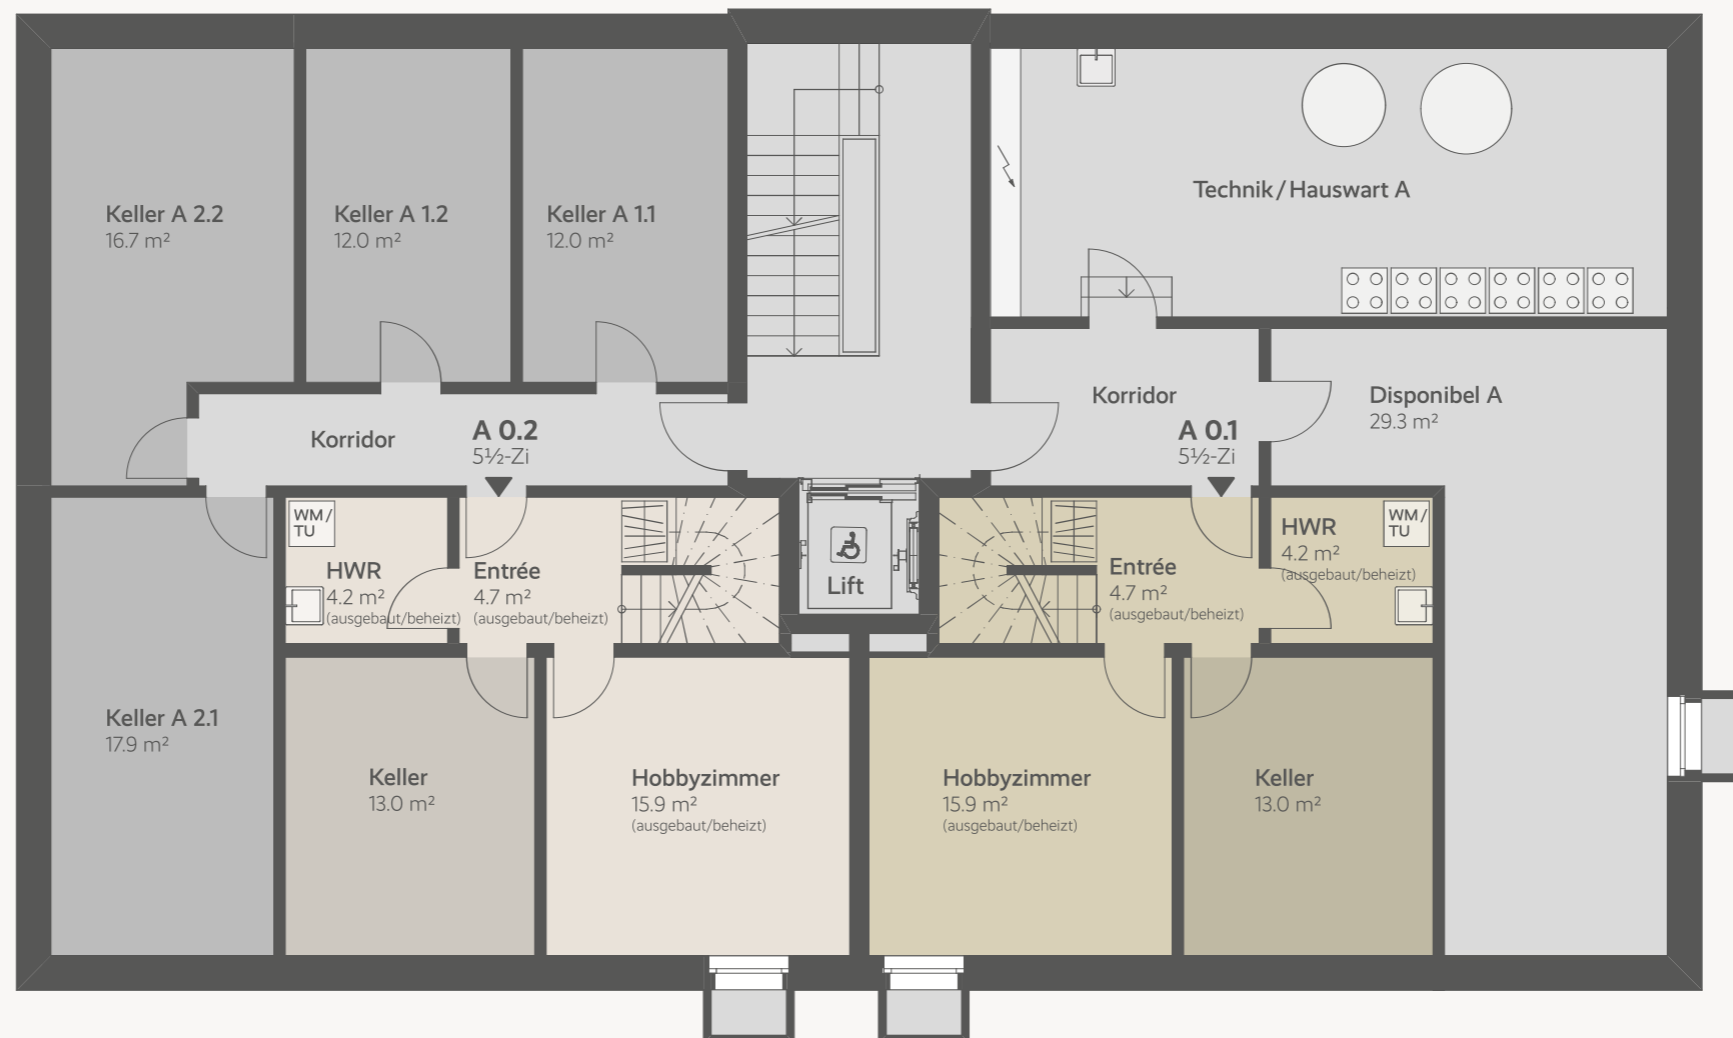 Technik / Hauswart A
Keller A 2.2
16.7 m²
Keller A 1.2
12.0 m²
Keller A 1.1
12.0 m²
Korridor
A 0.2
5½-Zi
Korridor
A 0.1
5½-Zi
Disponibel A
29.3 m²
WM /
TU
HWR
4.2 m²
(ausgebaut/beheizt)
Entrée
4.7 m²
(ausgebaut/beheizt)
Lift
Entrée
4.7 m²
(ausgebaut/beheizt)
HWR
4.2 m²
(ausgebaut/beheizt)
WM /
TU
Keller A 2.1
17.9 m²
Keller
13.0 m²
Hobbyzimmer
15.9 m²
(ausgebaut/beheizt)
Hobbyzimmer
15.9 m²
(ausgebaut/beheizt)
Keller
13.0 m²